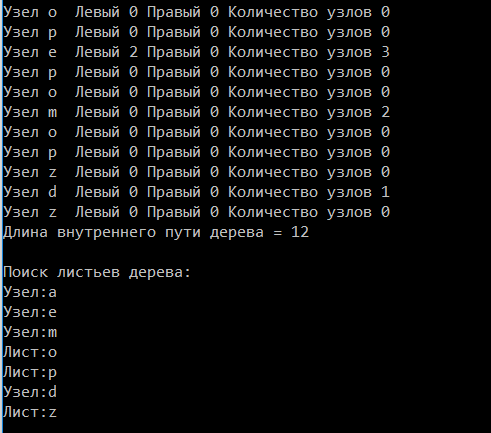 Узел o  Левый 0 Правый 0 Количество узлов 0
Узел p  Левый 0 Правый 0 Количество узлов 0
Узел e  Левый 2 Правый 0 Количество узлов 3
Узел p  Левый 0 Правый 0 Количество узлов 0
Узел o  Левый 0 Правый 0 Количество узлов 0
Узел m  Левый 0 Правый 0 Количество узлов 2
Узел o  Левый 0 Правый 0 Количество узлов 0
Узел p  Левый 0 Правый 0 Количество узлов 0
Узел z  Левый 0 Правый 0 Количество узлов 0
Узел d  Левый 0 Правый 0 Количество узлов 1
Узел z  Левый 0 Правый 0 Количество узлов 0
Длина внутреннего пути дерева = 12
Поиск листьев дерева:
Узел:a
Узел:e
Узел:m
Лист:o
Лист:p
Узел:d
Лист:z